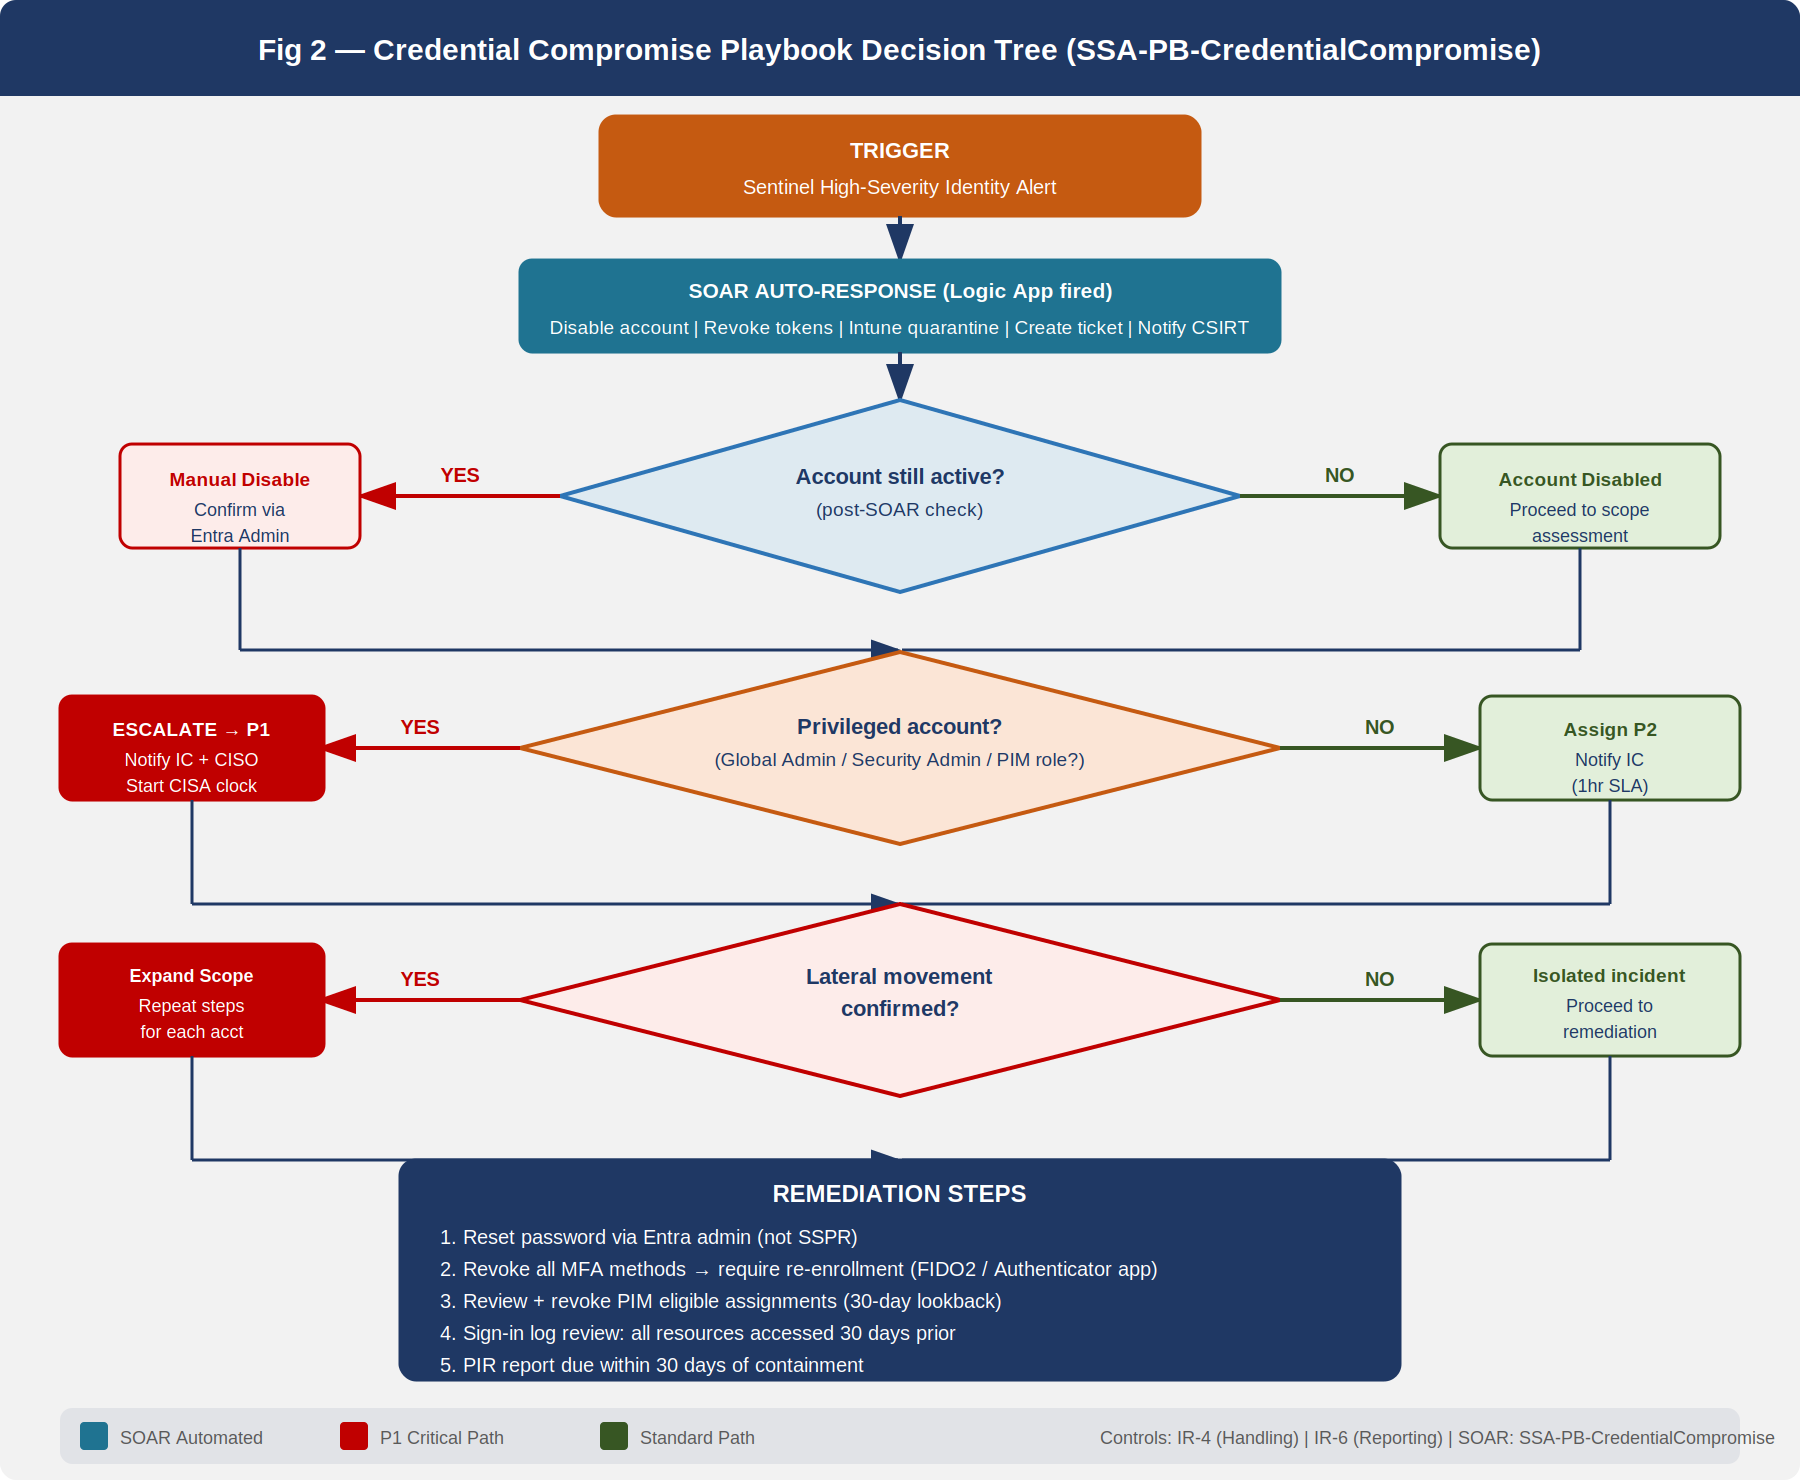 Fig 2 — Credential Compromise Playbook Decision Tree (SSA-PB-CredentialCompromise)
TRIGGER
Sentinel High-Severity Identity Alert
SOAR AUTO-RESPONSE (Logic App fired)
Disable account | Revoke tokens | Intune quarantine | Create ticket | Notify CSIRT
Account still active?
(post-SOAR check)
YES
Manual Disable
Confirm via
Entra Admin
NO
Account Disabled
Proceed to scope
assessment
Privileged account?
(Global Admin / Security Admin / PIM role?)
YES
ESCALATE → P1
Notify IC + CISO
Start CISA clock
NO
Assign P2
Notify IC
(1hr SLA)
Lateral movement
confirmed?
YES
Expand Scope
Repeat steps
for each acct
NO
Isolated incident
Proceed to
remediation
REMEDIATION STEPS
1. Reset password via Entra admin (not SSPR)
2. Revoke all MFA methods → require re-enrollment (FIDO2 / Authenticator app)
3. Review + revoke PIM eligible assignments (30-day lookback)
4. Sign-in log review: all resources accessed 30 days prior
5. PIR report due within 30 days of containment
SOAR Automated
P1 Critical Path
Standard Path
Controls: IR-4 (Handling) | IR-6 (Reporting) | SOAR: SSA-PB-CredentialCompromise